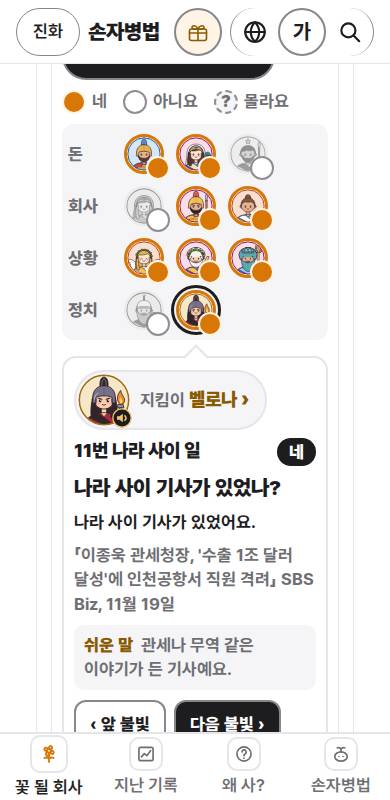 진화 손자병법 가
네 아니요 ? 몰라요
돈
회사
상황
정치
지킴이 벨로나 ›
11번 나라 사이 일 네
나라 사이 기사가 있었나?
나라 사이 기사가 있었어요.
「이종욱 관세청장, '수출 1조 달러
달성'에 인천공항서 직원 격려」 SBS
Biz, 11월 19일
쉬운 말 관세나 무역 같은
이야기가 든 기사예요.
‹ 앞 불빛 다음 불빛 ›
꽃 필 회사 지난 기록 왜 사? 손자병법